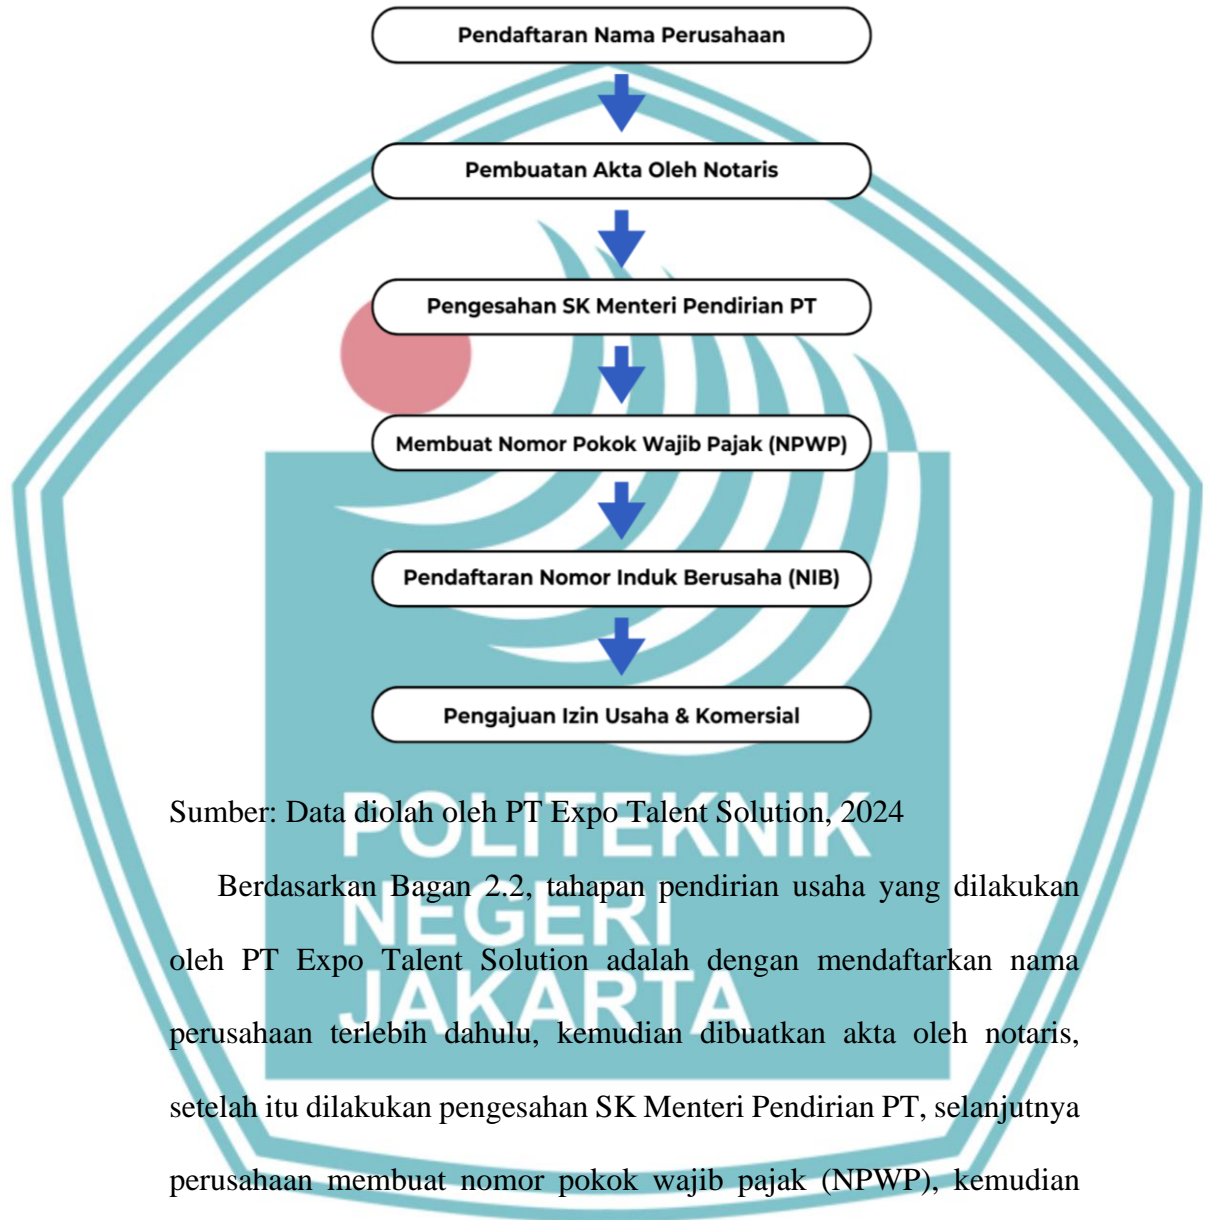 Pendaftaran Nama Perusahaan
Pembuatan Akta Oleh Notaris
Pengesahan SK Menteri Pendirian PT
Membuat Nomor Pokok Wajib Pajak (NPWP)
Pendaftaran Nomor Induk Berusaha (NIB)
Pengajuan Izin Usaha & Komersial
Sumber: Data diolah oleh PT Expo Talent Solution, 2024
Berdasarkan Bagan 2.2, tahapan pendirian usaha yang dilakukan
oleh PT Expo Talent Solution adalah dengan mendaftarkan nama
perusahaan terlebih dahulu, kemudian dibuatkan akta oleh notaris,
setelah itu dilakukan pengesahan SK Menteri Pendirian PT, selanjutnya
perusahaan membuat nomor pokok wajib pajak (NPWP), kemudian
POLITEKNIK
NEGERI
JAKARTA